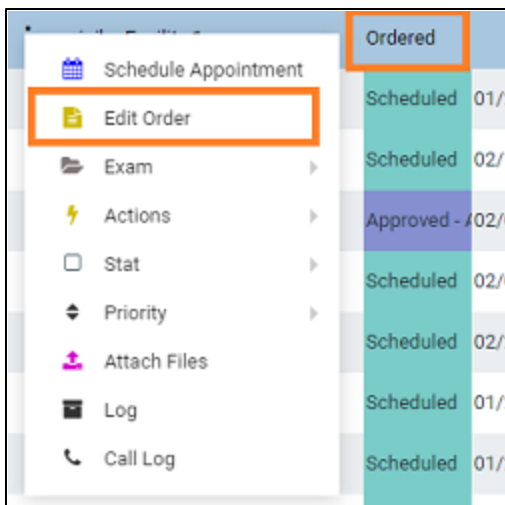 Ordered
Schedule Appointment
Scheduled 01/
Edit Order
Scheduled 02/
Exam
Actions
Approved - A 02/
Stat
Scheduled 02/
Priority
Scheduled 02/
Attach Files
Log
Scheduled 01/
Call Log
Scheduled 01/